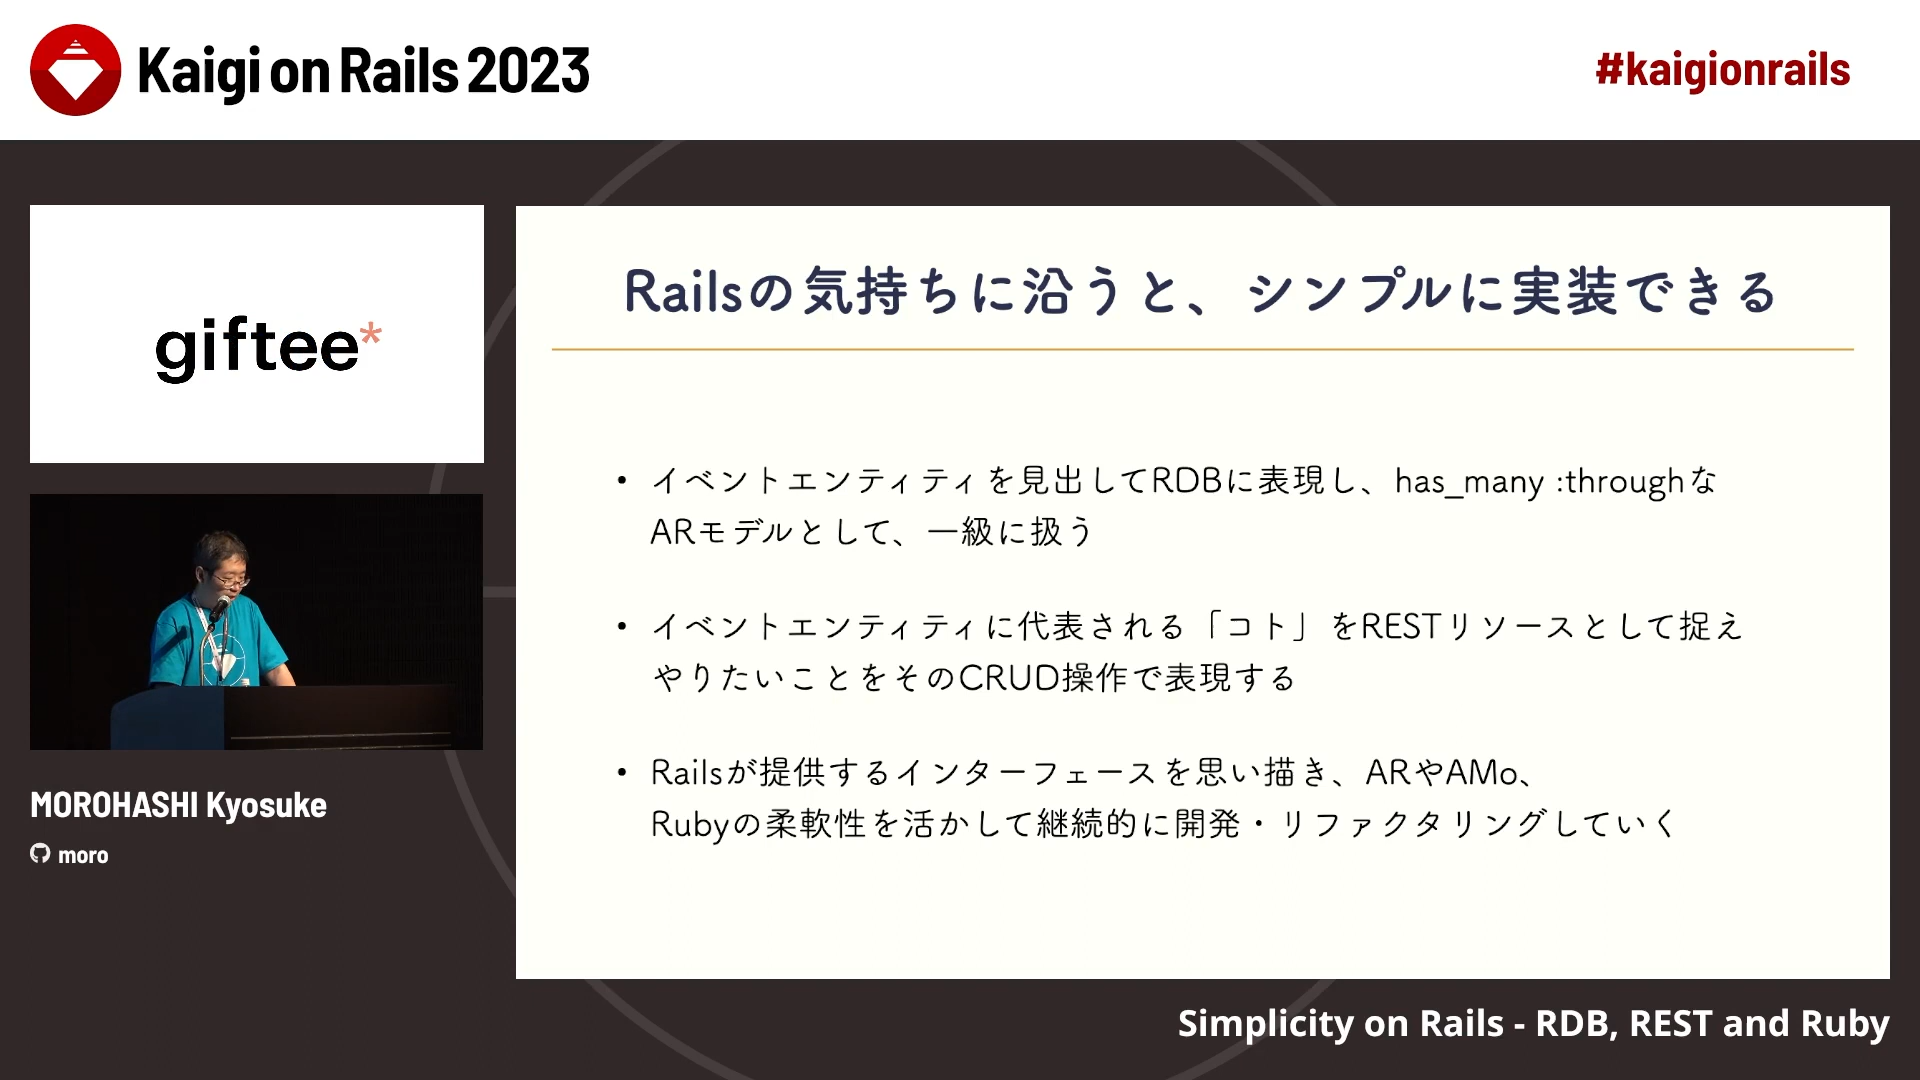 Kaigi on Rails 2023
#kaigionrails
giftee*
MOROHASHI Kyosuke
moro
Railsの気持ちに沿うと、シンプルに実装できる
• イベントエンティティを見出してRDBに表現し、has_many :throughな
ARモデルとして、一級に扱う
• イベントエンティティに代表される「コト」をRESTリソースとして捉え
やりたいことをそのCRUD操作で表現する
• Railsが提供するインターフェースを思い描き、ARやAMo、
Rubyの柔軟性を活かして継続的に開発・リファクタリングしていく
Simplicity on Rails - RDB, REST and Ruby